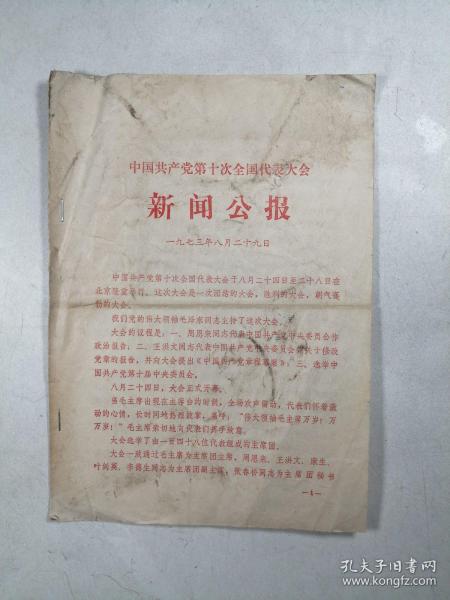 中国共产党第十次全国代表大会
新闻公报
一九七三年八月二十九日
中国共产党第十次全国代表大会于八月二十四日至二十八日在
北京隆重举行。这次大会是一次团结的大会，胜利的大会，朝气蓬
勃的大会。
我们党的伟大领袖毛泽东同志主持了这次大会。
大会的议程是：一、周恩来同志代表中国共产党中央委员会作
政治报告；二、王洪文同志代表中国共产党中央委员会作关于修改
党章的报告，并向大会提出《中国共产党章程草案》；三、选举中
国共产党第十届中央委员会。
八月二十四日，大会正式开幕。
当毛主席出现在主席台的时候，全场欢声雷动，代表们怀着激
动的心情，长时间地热烈鼓掌，高呼：“伟大领袖毛主席万岁！万
万岁！”毛主席亲切地向代表们挥手致意。
大会选举了由一百四十八位代表组成的主席团。
大会一致通过毛主席为主席团主席，周恩来、王洪文、康生、
叶剑英、李德生同志为主席团副主席，张春桥同志为主席团秘书
—1—
孔夫子旧书网
www.kongfz.com